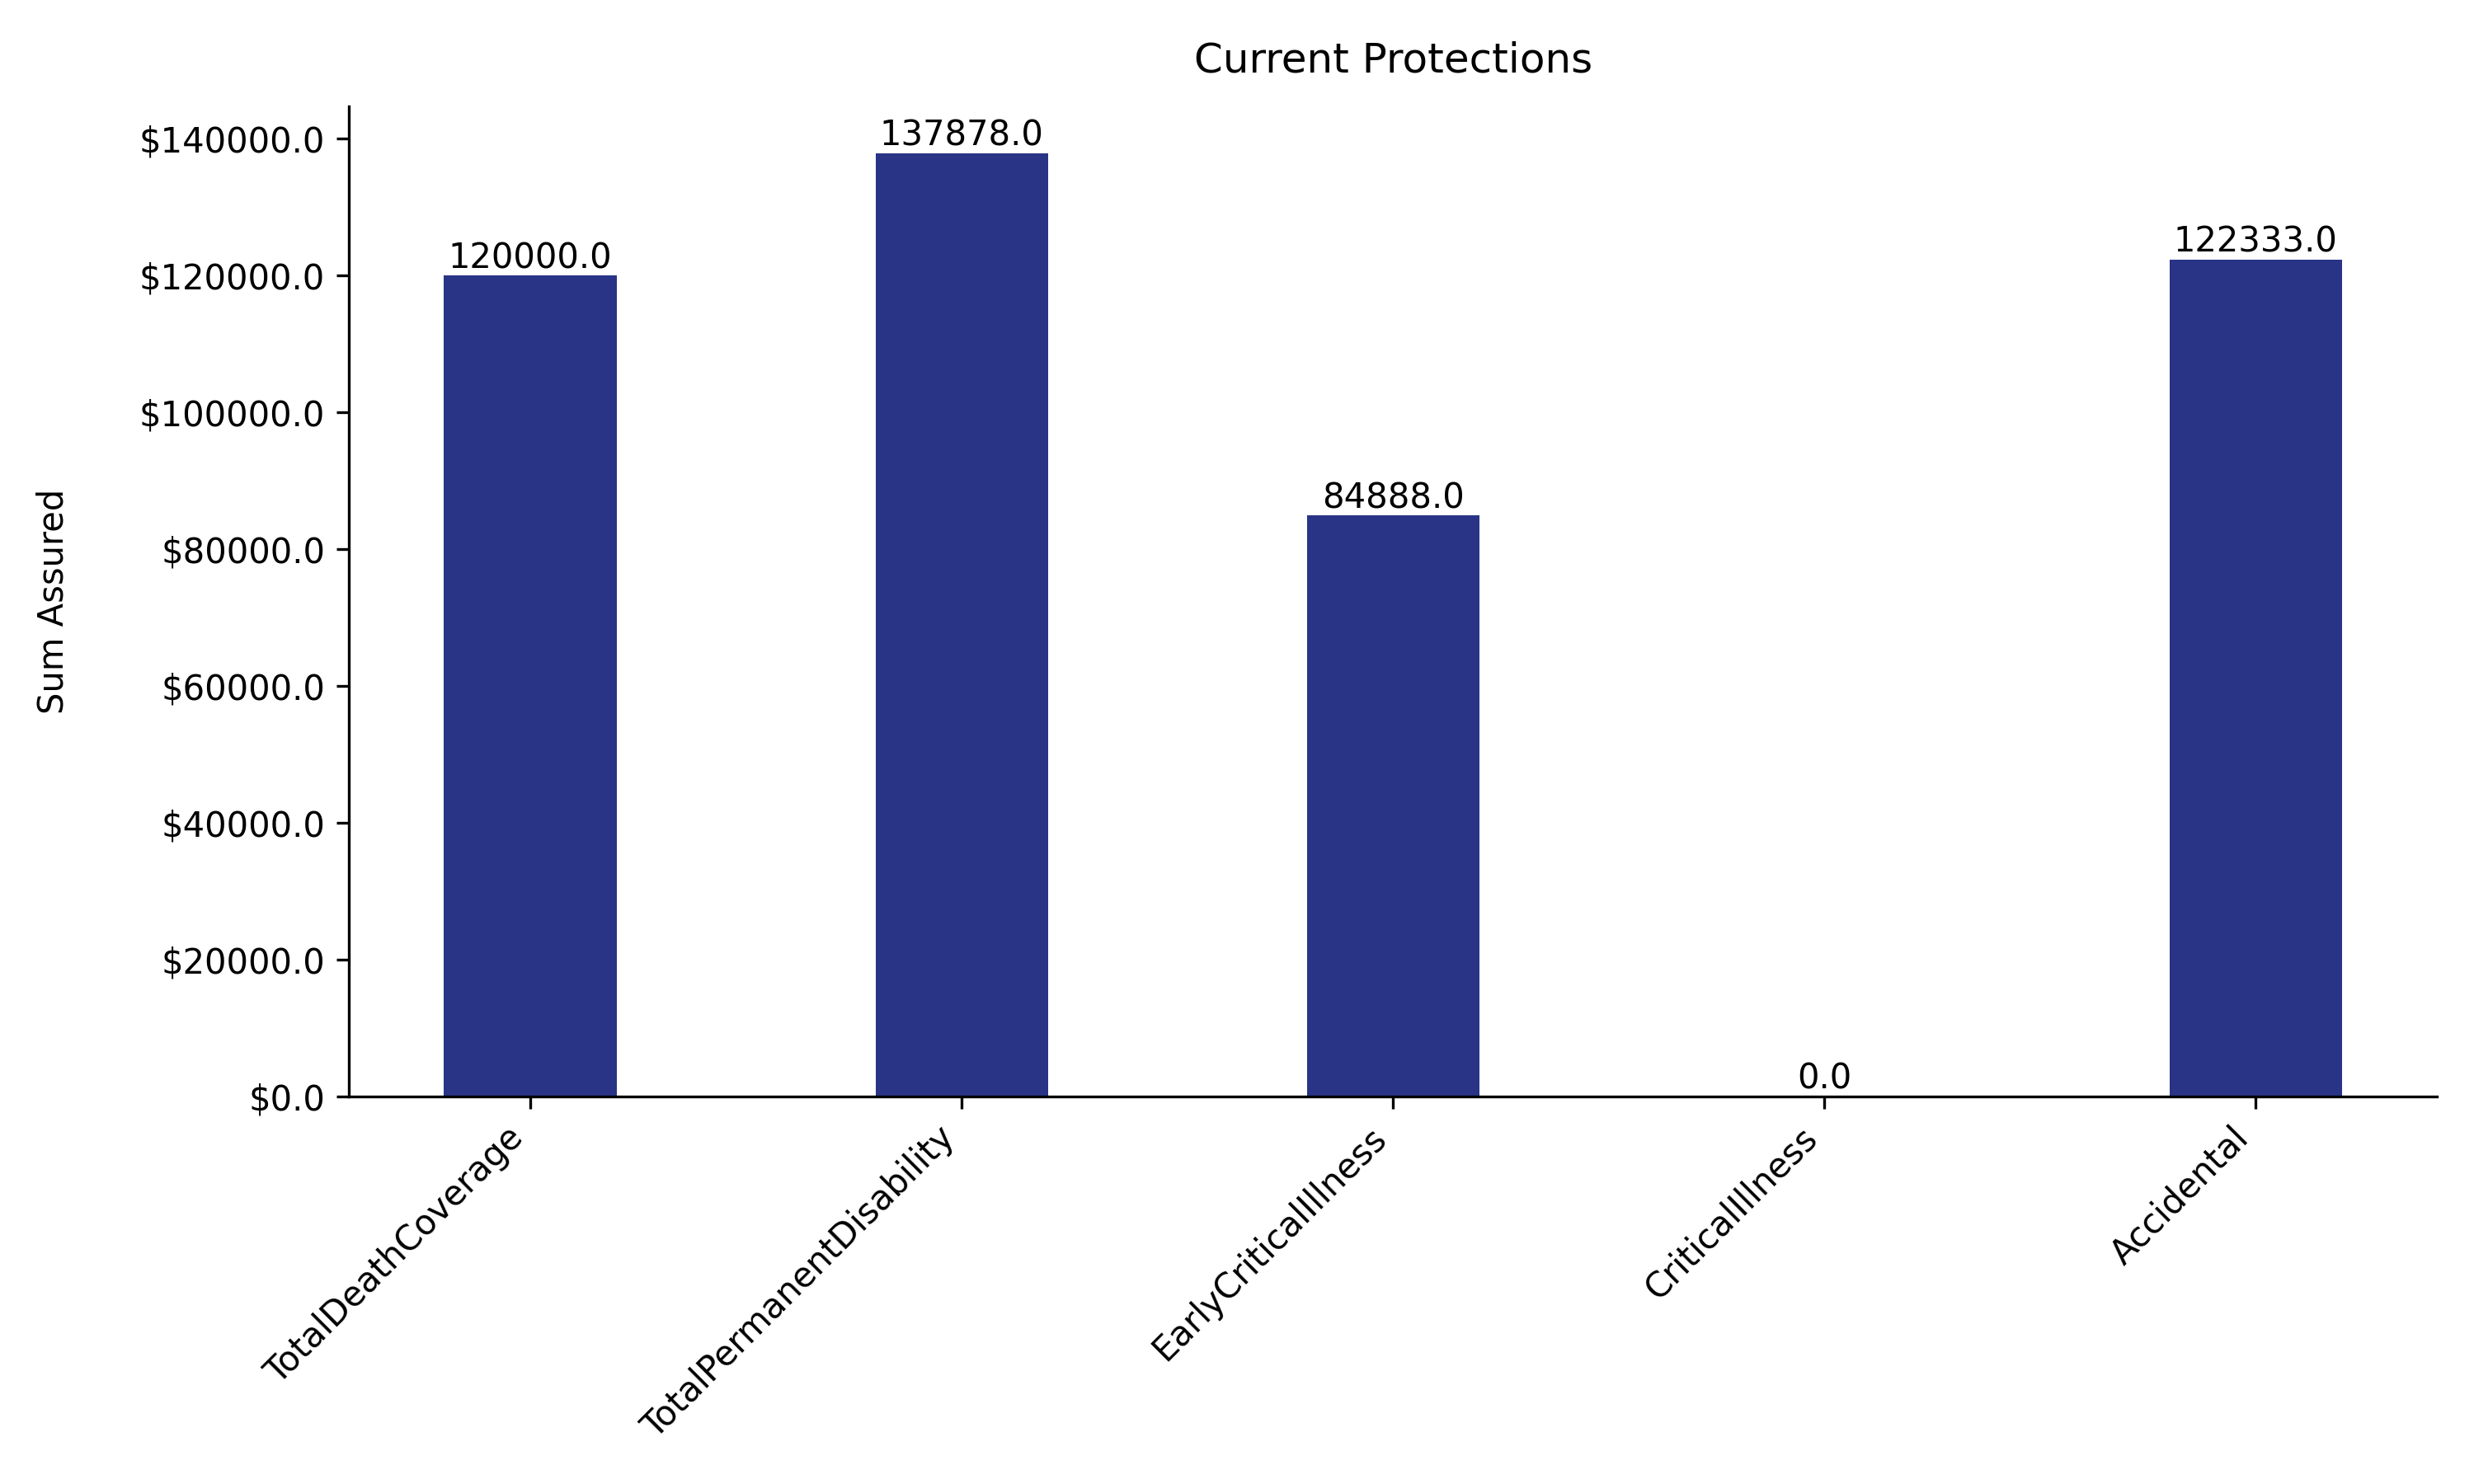 Current Protections
Sum Assured
$140000.0
$120000.0
$100000.0
$80000.0
$60000.0
$40000.0
$20000.0
$0.0
120000.0
137878.0
84888.0
0.0
122333.0
TotalDeathCoverage
TotalPermanentDisability
EarlyCriticalIllness
CriticalIllness
Accidental